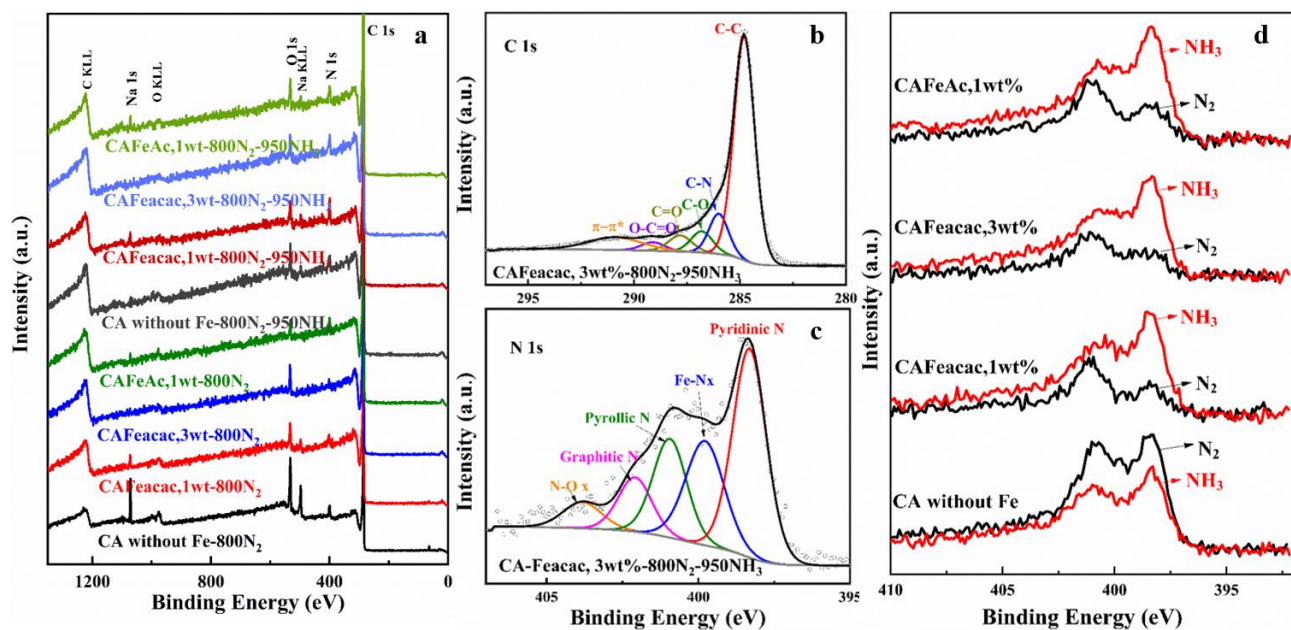 a
C KLL
Na 1s
O KLL
O 1s
Na KLL
N 1s
C 1s
CAFeAc,1wt-800N₂-950NH₃
CAFeacac,3wt-800N₂-950NH₃
CAFeacac,1wt-800N₂-950NH₃
CA without Fe-800N₂-950NH₃
CAFeAc,1wt-800N₂
CAFeacac,3wt-800N₂
CAFeacac,1wt-800N₂
CA without Fe-800N₂
Intensity (a.u.)
1200
800
400
0
Binding Energy (eV)
b
C 1s
C-C
C-N
C-O
C=O
O-C=O
π-π*
CAFeacac, 3wt%-800N₂-950NH₃
Intensity (a.u.)
295
290
285
280
c
N 1s
Pyridinic N
Fe-Nx
Pyrollic N
Graphitic N
N-O x
CA-Feacac, 3wt%-800N₂-950NH₃
Intensity (a.u.)
405
400
395
Binding Energy (eV)
d
CAFeAc,1wt%
NH₃
N₂
CAFeacac,3wt%
NH₃
N₂
CAFeacac,1wt%
NH₃
N₂
CA without Fe
N₂
NH₃
Intensity (a.u.)
410
405
400
395
Binding Energy (eV)